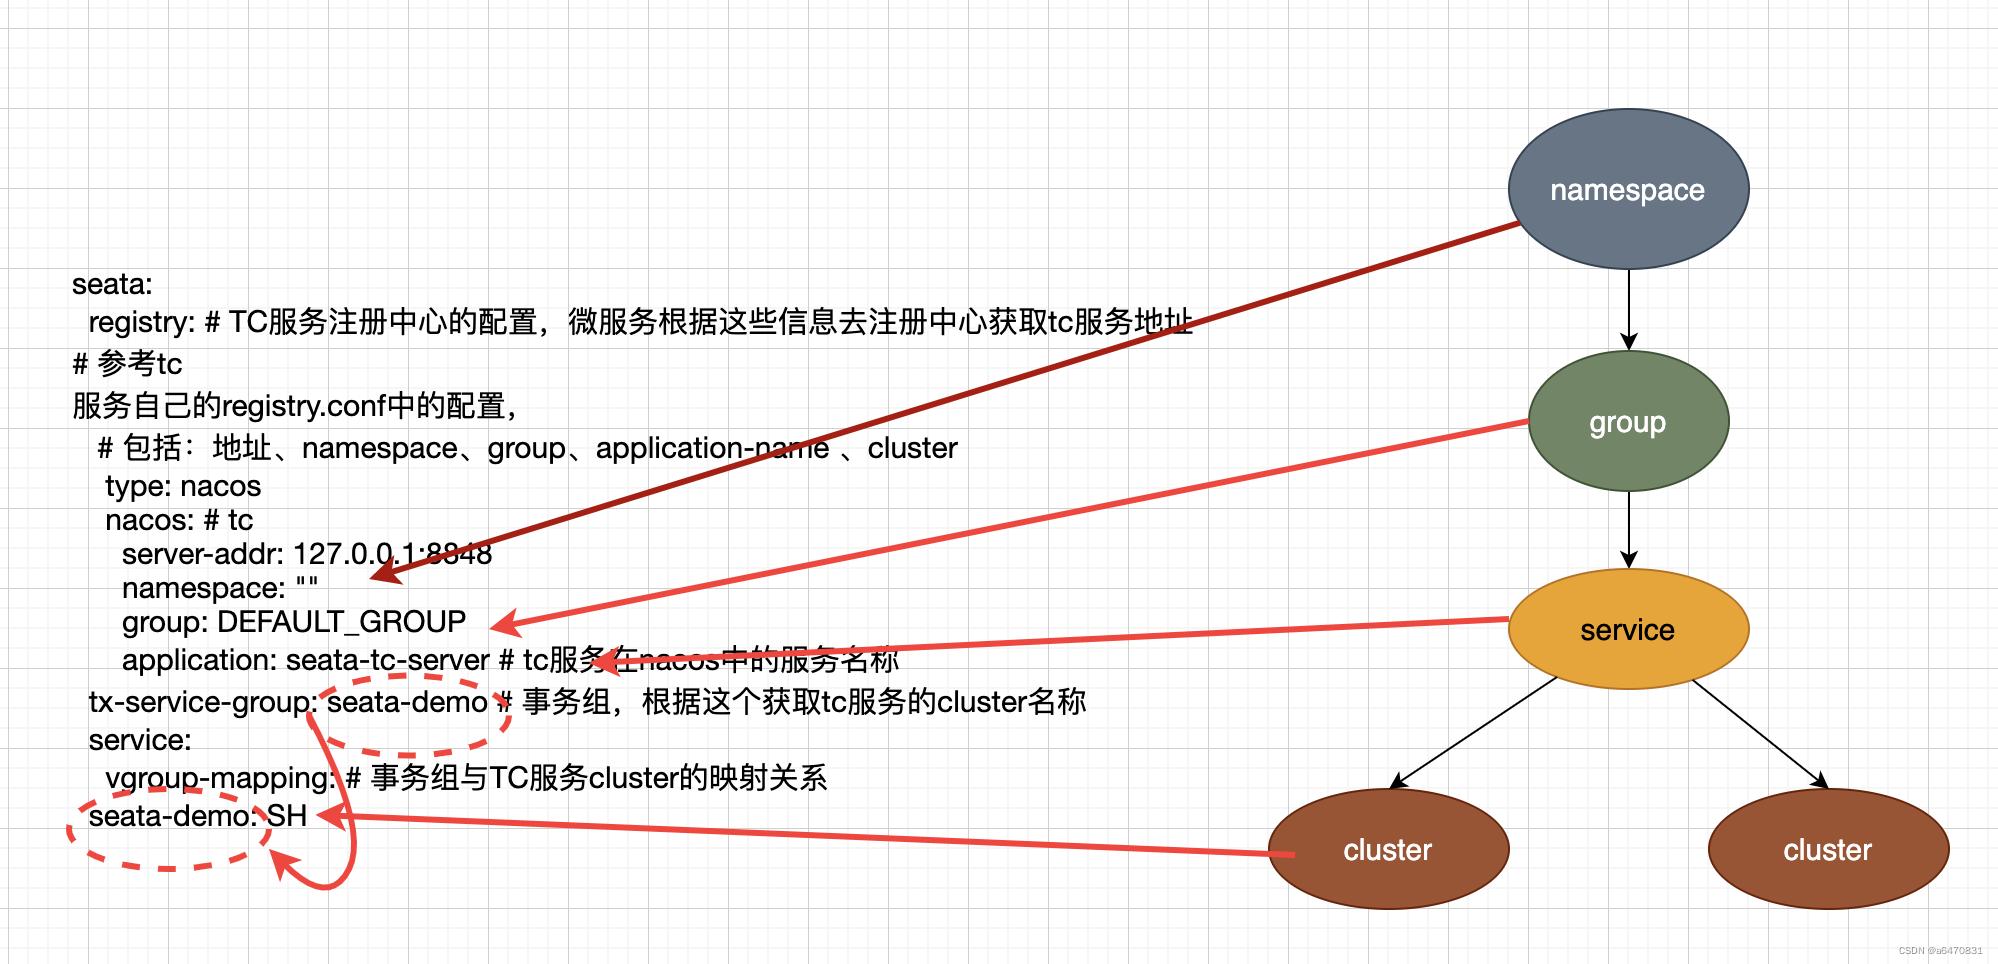 seata:
registry: # TC服务注册中心的配置，微服务根据这些信息去注册中心获取tc服务地址
# 参考tc
服务自己的registry.conf中的配置，
# 包括：地址、namespace、group、application-name 、cluster
type: nacos
nacos: # tc
server-addr: 127.0.0.1:8848
namespace: ""
group: DEFAULT_GROUP
application: seata-tc-server # tc服务在nacos中的服务名称
tx-service-group: seata-demo # 事务组，根据这个获取tc服务的cluster名称
service:
vgroup-mapping: # 事务组与TC服务cluster的映射关系
seata-demo: SH
namespace
group
service
cluster
cluster
CSDN @a6470831